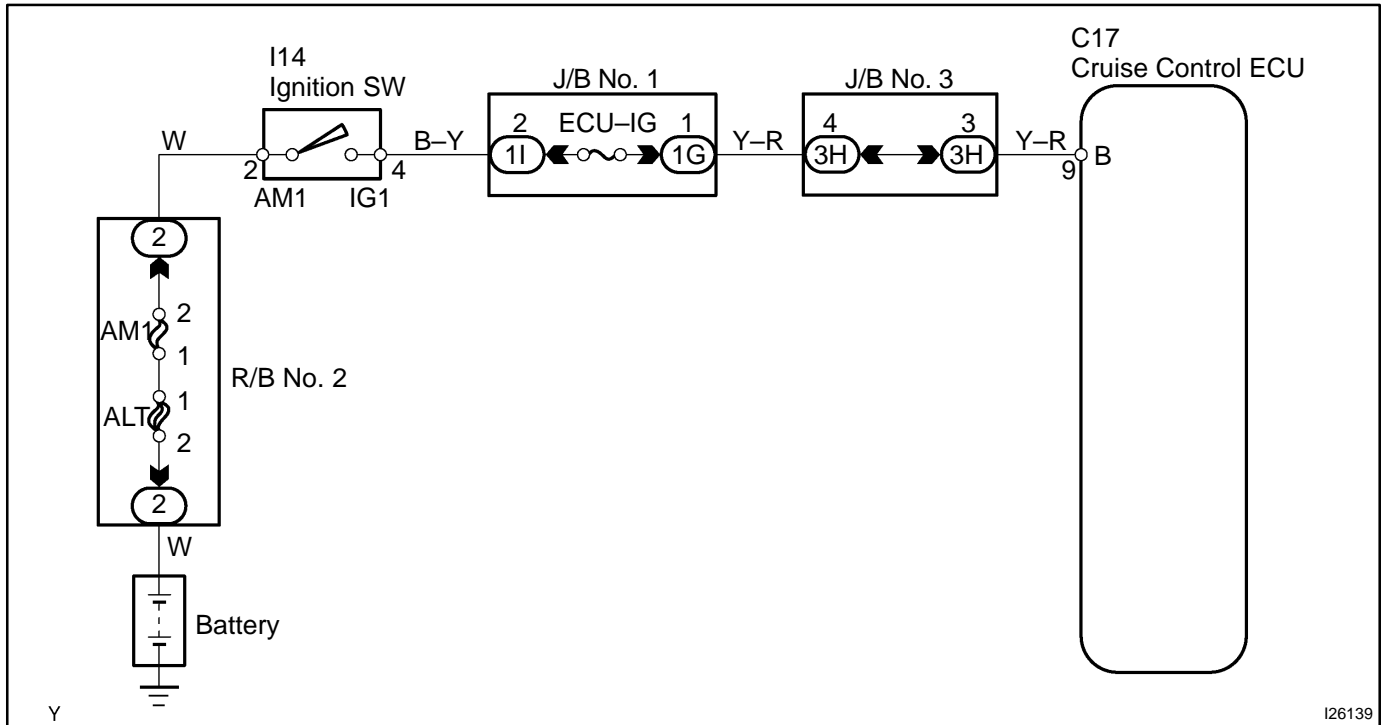 C17
Cruise Control ECU
I14
Ignition SW
J/B No. 1
J/B No. 3
W
B–Y
2
ECU–IG
1
Y–R
4
3
Y–R
1I
1G
3H
3H
B
2
4
9
AM1
IG1
2
2
AM1
1
R/B No. 2
1
ALT
2
2
W
Battery
Y
I26139